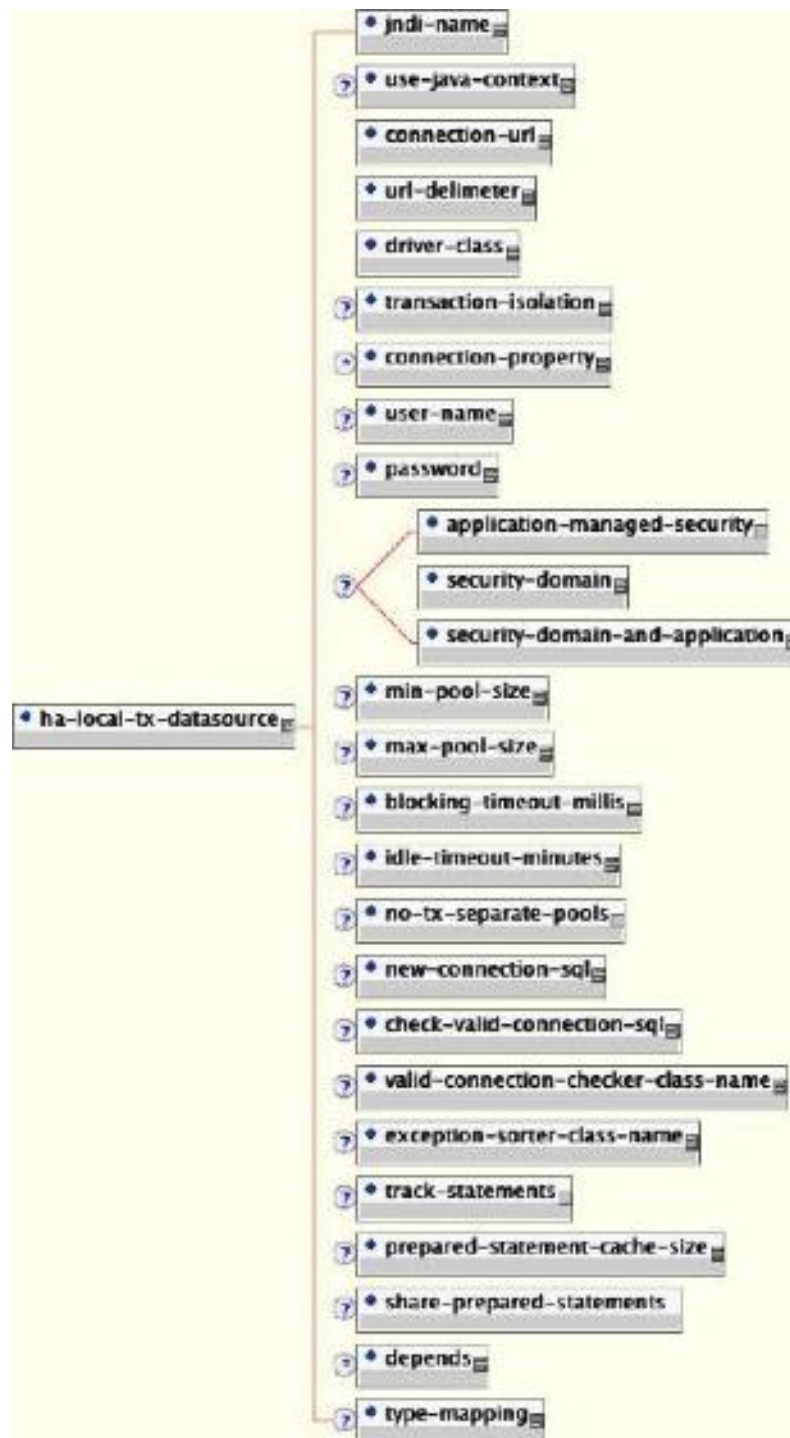 jndi-name
? use-java-context
connection-url
url-delimeter
driver-class
? transaction-isolation
* connection-property
? user-name
? password
application-managed-security
? security-domain
security-domain-and-application
? min-pool-size
ha-local-tx-datasource
? max-pool-size
? blocking-timeout-millis
? idle-timeout-minutes
? no-tx-separate-pools
? new-connection-sql
? check-valid-connection-sql
? valid-connection-checker-class-name
? exception-sorter-class-name
? track-statements
? prepared-statement-cache-size
? share-prepared-statements
depends
? type-mapping